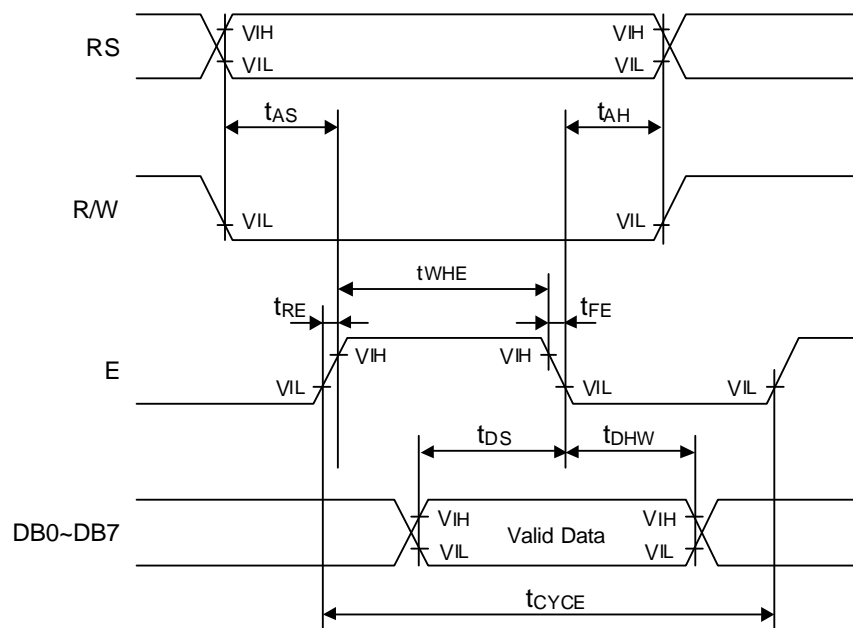 RS
VIH
VIH
VIL
VIL
tAS
tAH
R/W
VIL
VIL
tWHE
tRE
tFE
E
VIH
VIH
VIL
VIL
VIL
tDS
tDHW
DB0~DB7
VIH
VIH
Valid Data
VIL
VIL
tCYCE